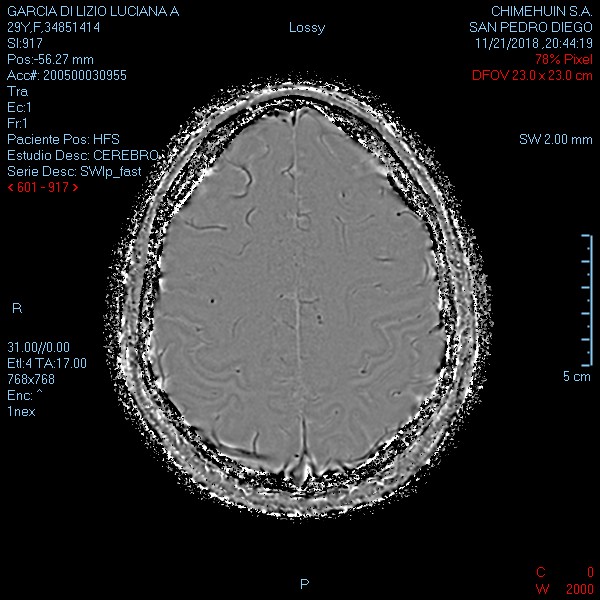 GARCIA DI LIZIO LUCIANA A
29Y,F,34851414
Sl:917
Pos:-56.27 mm
Acc#: 200500030955
Tra
Ec:1
Fr:1
Paciente Pos: HFS
Estudio Desc: CEREBRO
Serie Desc: SWIp_fast
< 601 - 917 >
Lossy
CHIMEHUIN S.A.
SAN PEDRO DIEGO
11/21/2018 ,20:44:19
78% Pixel
DFOV 23.0 x 23.0 cm
SW 2.00 mm
R
31.00//0.00
Etl:4 TA:17.00
768x768
Enc: ^
1nex
5 cm
P
C 0
W 2000